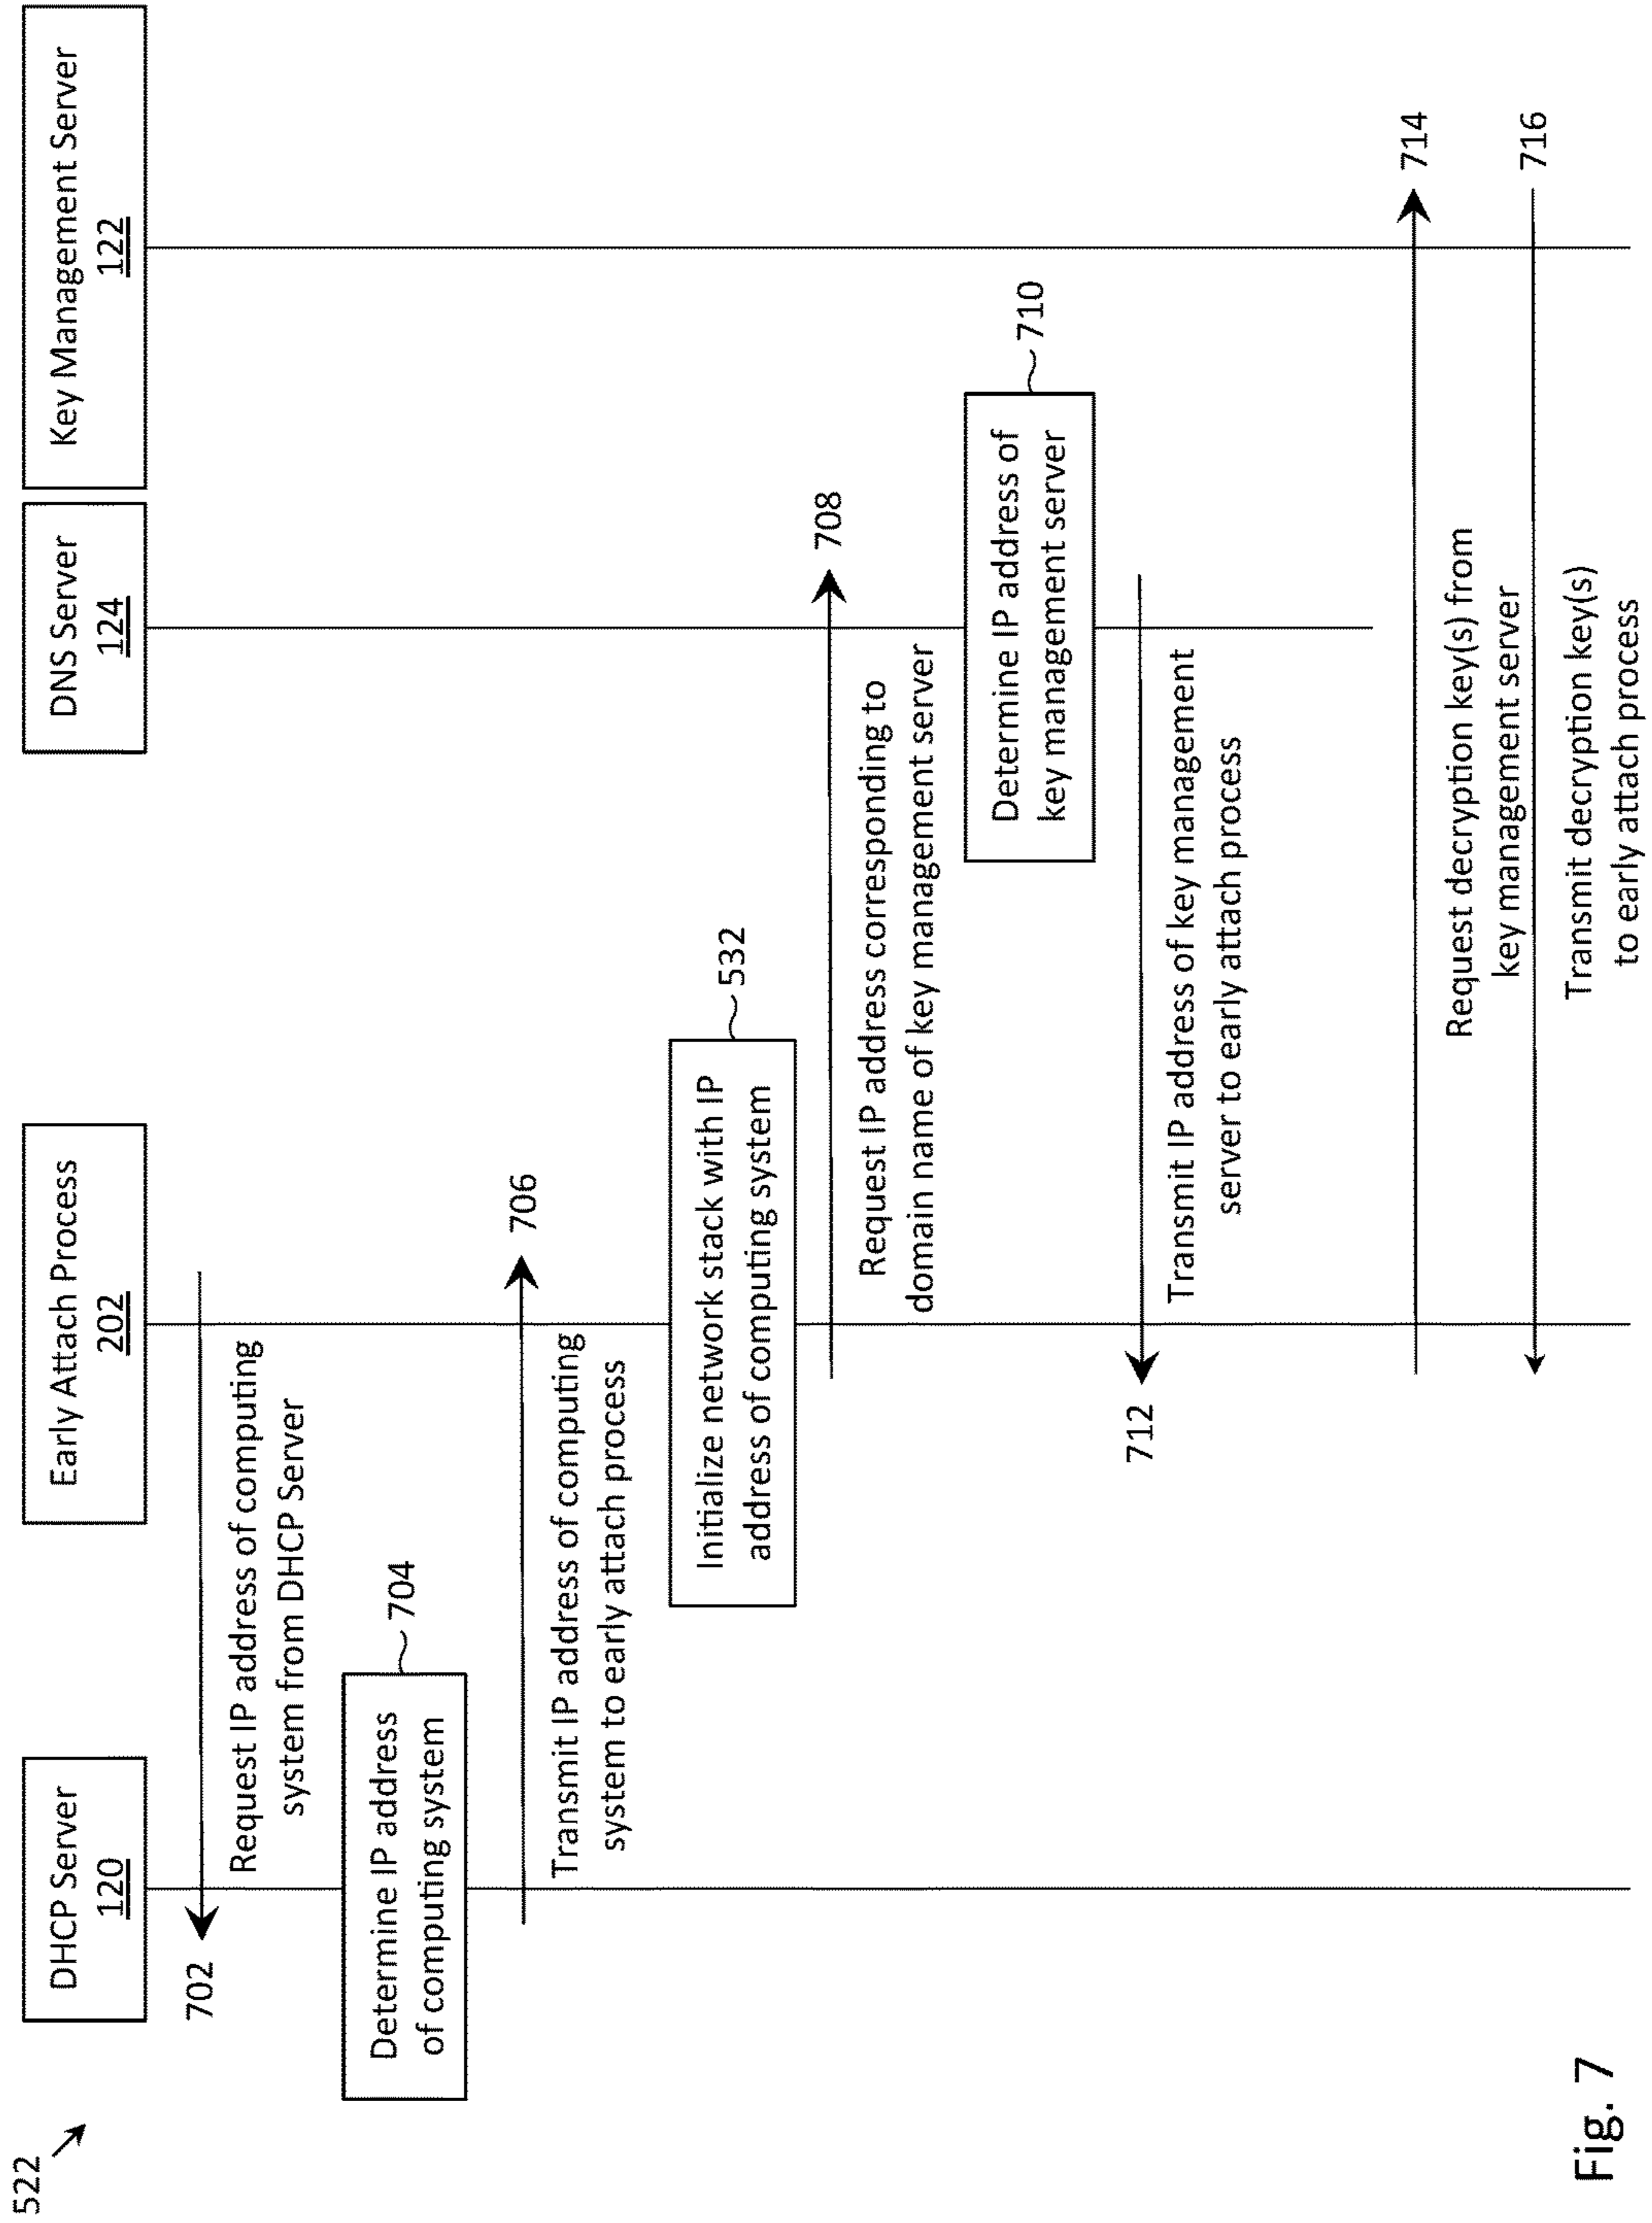 522
DHCP Server
120
Early Attach Process
202
DNS Server
124
Key Management Server
122
702
Request IP address of computing
system from DHCP Server
Determine IP address
of computing system
704
706
Transmit IP address of computing
system to early attach process
Initialize network stack with IP
address of computing system
532
708
Request IP address corresponding to
domain name of key management server
Determine IP address of
key management server
710
712
Transmit IP address of key management
server to early attach process
714
Request decryption key(s) from
key management server
716
Transmit decryption key(s)
to early attach process
Fig. 7